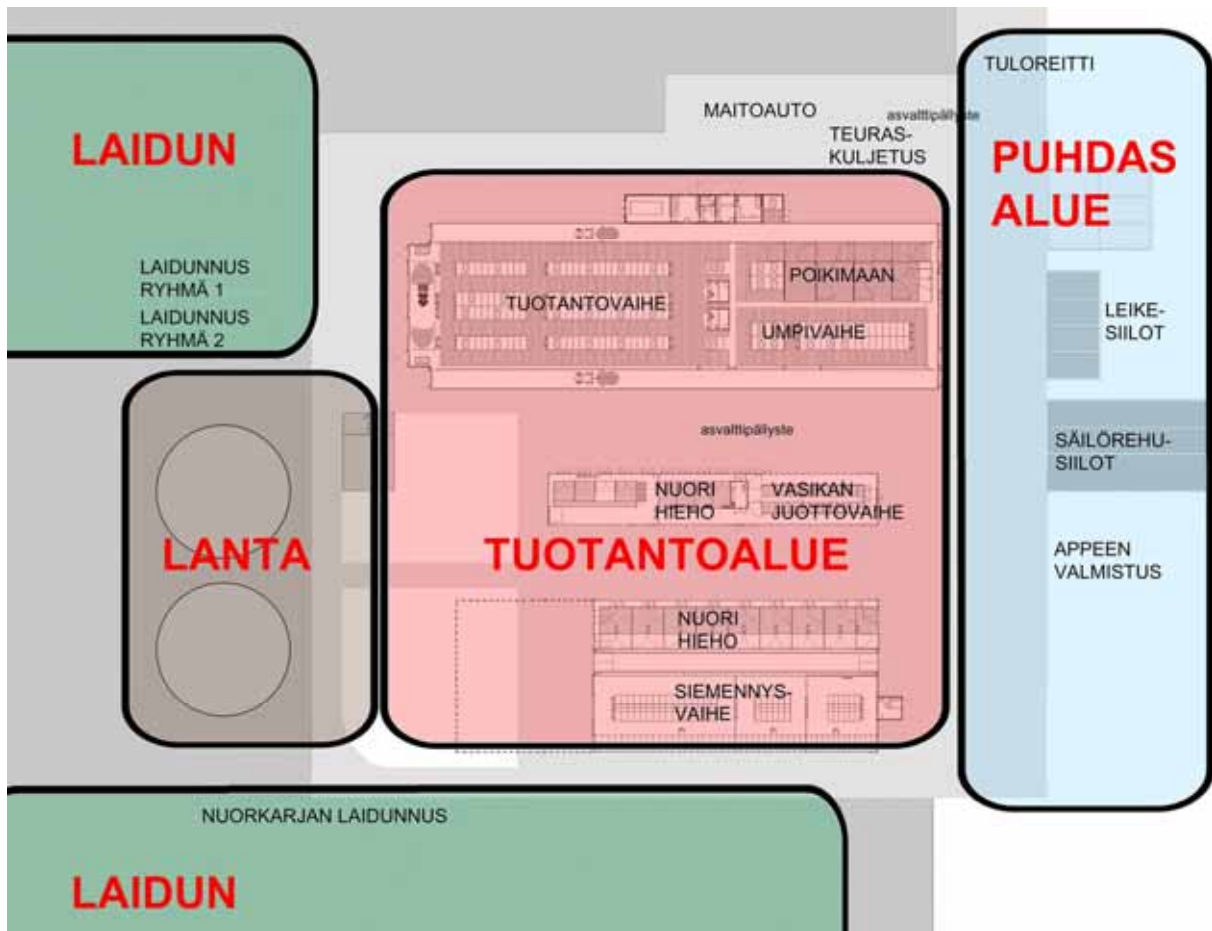 TULOREITTI
MAITOAUTO
asvalttipällyste
TEURAS-
KULJETUS
LAIDUN
PUHDAS
ALUE
LAIDUNNUS
RYHMÄ 1
LAIDUNNUS
RYHMÄ 2
POIKIMAAN
TUOTANTOVAIHE
UMPIVAIHE
LEIKE-
SIILOT
asvalttipällyste
SÄILÖREHU-
SIILOT
NUORI
HIEHO
VASIKAN
JUOTTOVAIHE
LANTA
TUOTANTOALUE
APPEEN
VALMISTUS
NUORI
HIEHO
SIEMENNYS-
VAIHE
NUORKARJAN LAIDUNNUS
LAIDUN